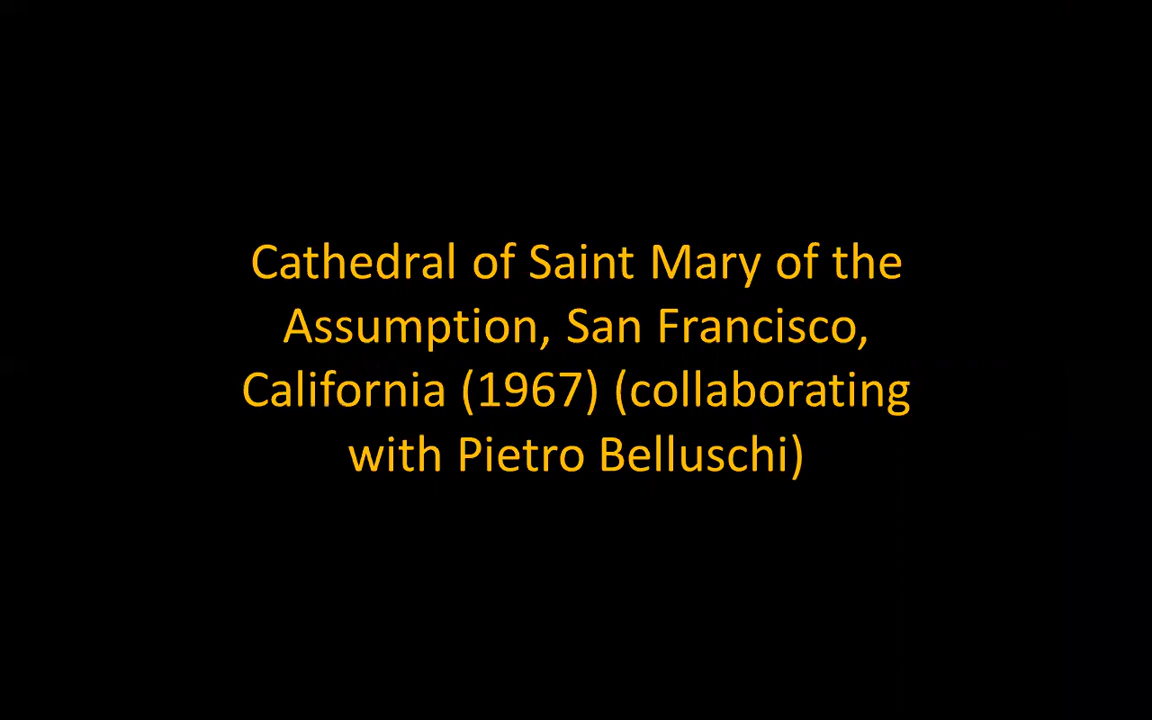 Cathedral of Saint Mary of the
Assumption, San Francisco,
California (1967) (collaborating
with Pietro Belluschi)